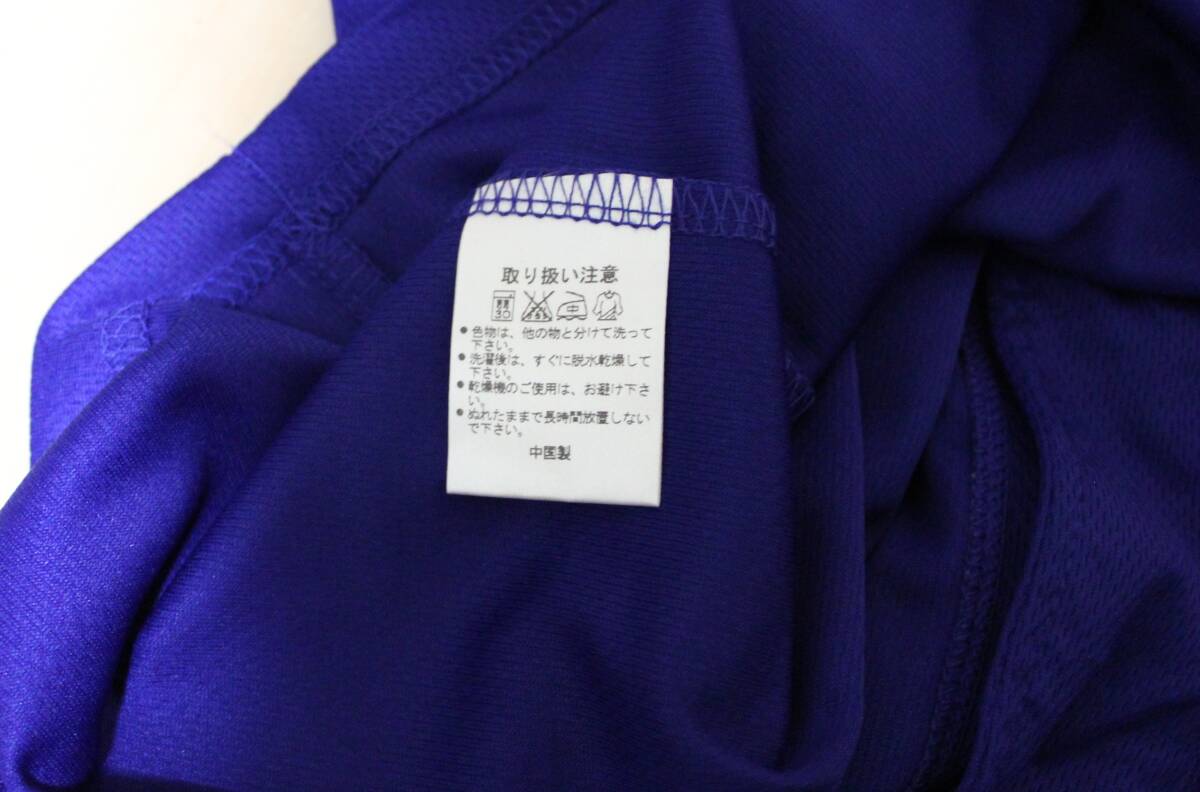 取り扱い注意
30 中
●色物は、他の物と分けて洗って
下さい。
●洗濯後は、すぐに脱水乾燥して
下さい。
●乾燥機のご使用は、お避け下さ
い。
●ぬれたままで長時間放置しない
で下さい。
中国製